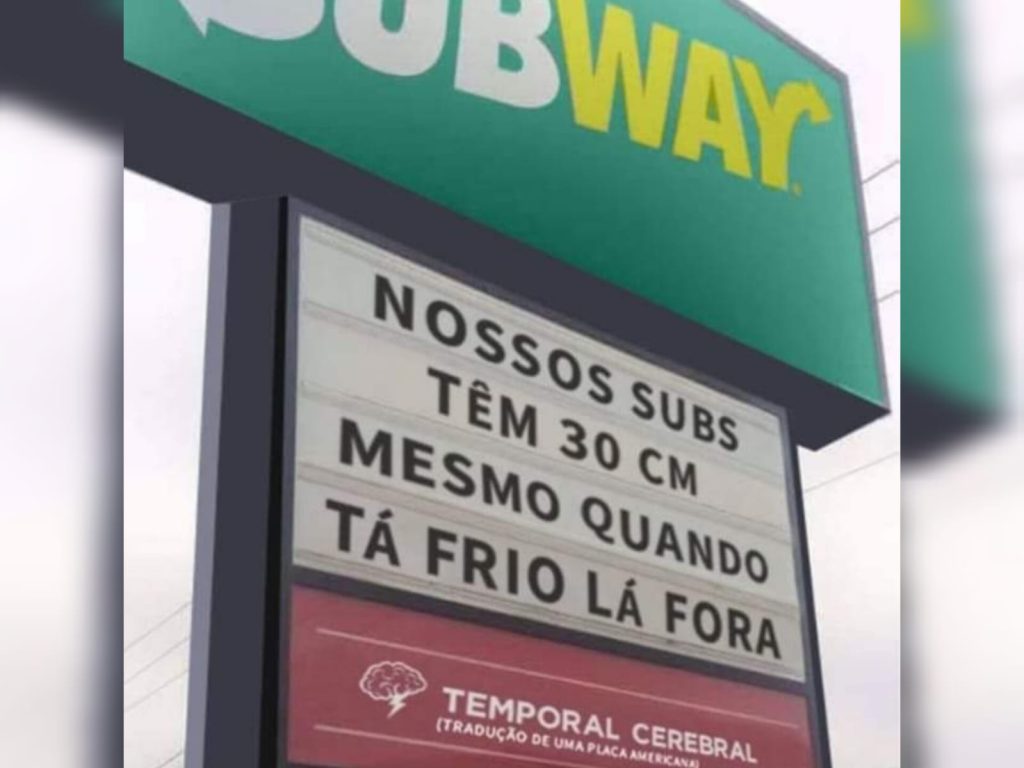 SUBWAY
NOSSOS SUBS
TÊM 30 CM
MESMO QUANDO
TÁ FRIO LÁ FORA
TEMPORAL CEREBRAL
(TRADUÇÃO DE UMA PLACA AMERICANA)